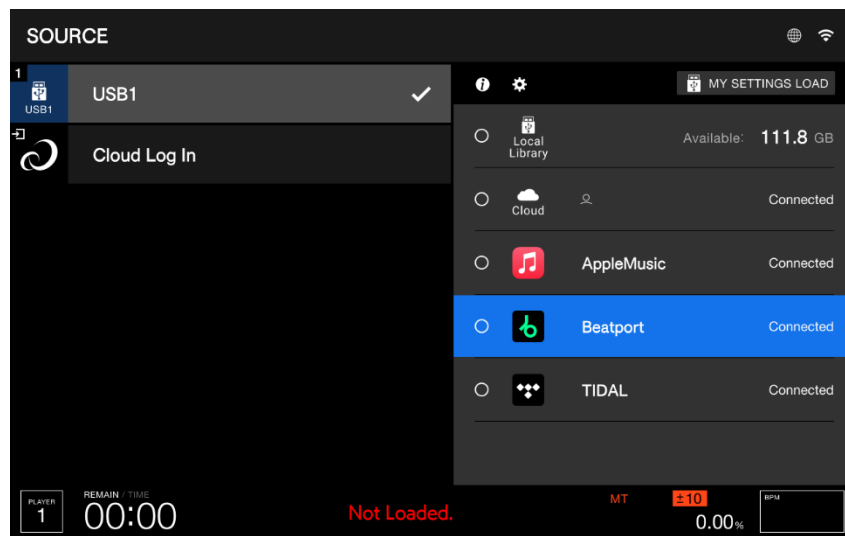 SOURCE
1
USB1
USB1
Cloud Log In
MY SETTINGS LOAD
Local
Library
Available: 111.8 GB
Cloud
Connected
AppleMusic
Connected
Beatport
Connected
TIDAL
Connected
PLAYER
1
REMAIN / TIME
00:00
Not Loaded.
MT
±10
0.00%
BPM